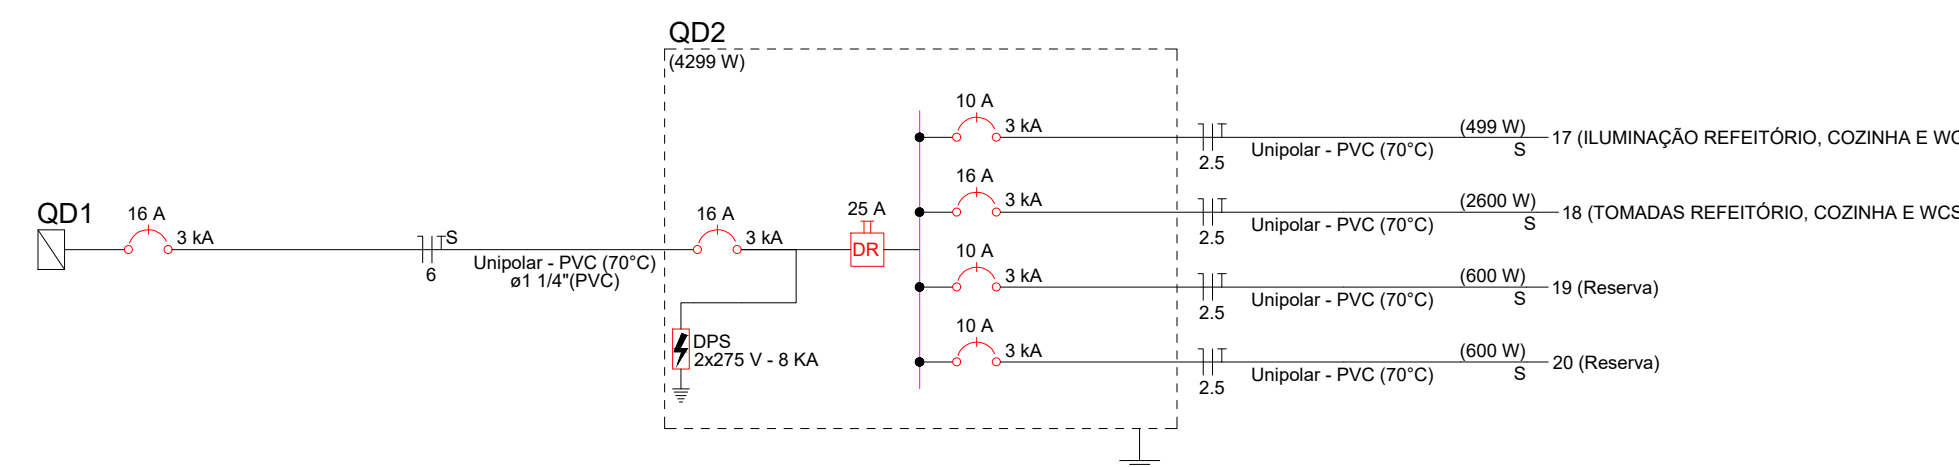 QD2
(4299 W)
QD1
16 A
3 kA
S
6
Unipolar - PVC (70°C)
ø1 1/4"(PVC)
16 A
3 kA
25 A
DR
DPS
2x275 V - 8 KA
10 A
3 kA
2.5
Unipolar - PVC (70°C)
(499 W)
S
17 (ILUMINAÇÃO REFEITÓRIO, COZINHA E WC
16 A
3 kA
2.5
Unipolar - PVC (70°C)
(2600 W)
S
18 (TOMADAS REFEITÓRIO, COZINHA E WCS
10 A
3 kA
2.5
Unipolar - PVC (70°C)
(600 W)
S
19 (Reserva)
10 A
3 kA
2.5
Unipolar - PVC (70°C)
(600 W)
S
20 (Reserva)